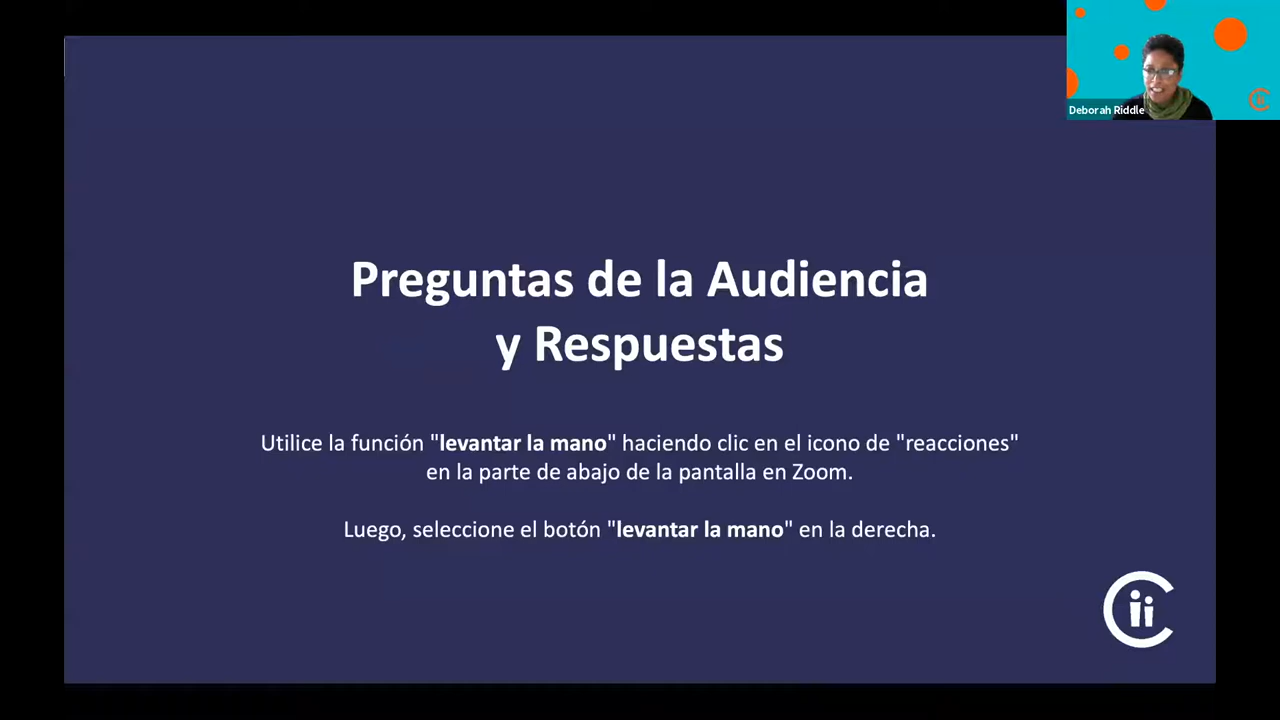 Deborah Riddle
Preguntas de la Audiencia
y Respuestas
Utilice la función "levantar la mano" haciendo clic en el icono de "reacciones"
en la parte de abajo de la pantalla en Zoom.
Luego, seleccione el botón "levantar la mano" en la derecha.